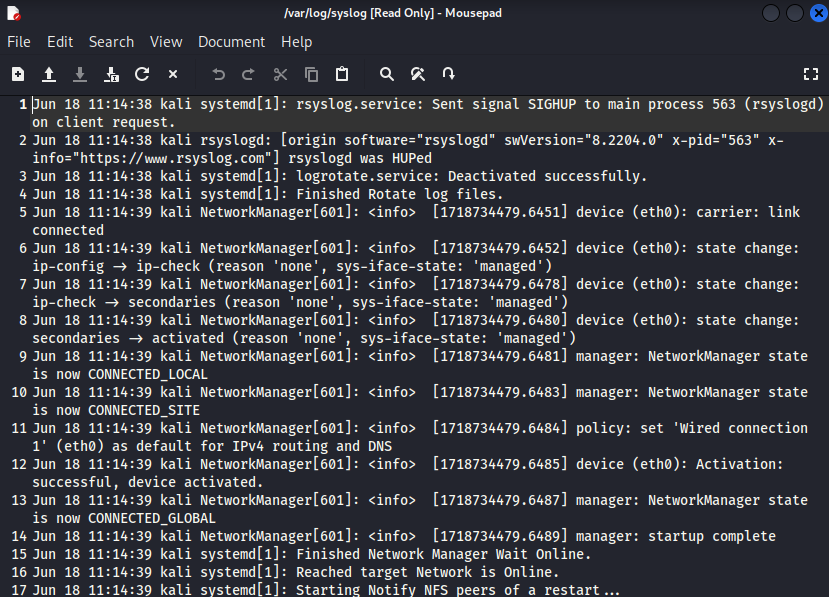 /var/log/syslog [Read Only] - Mousepad
File Edit Search View Document Help
1 Jun 18 11:14:38 kali systemd[1]: rsyslog.service: Sent signal SIGHUP to main process 563 (rsyslogd)
on client request.
2 Jun 18 11:14:38 kali rsyslogd: [origin software="rsyslogd" swVersion="8.2204.0" x-pid="563" x-
info="https://www.rsyslog.com"] rsyslogd was HUPed
3 Jun 18 11:14:38 kali systemd[1]: logrotate.service: Deactivated successfully.
4 Jun 18 11:14:38 kali systemd[1]: Finished Rotate log files.
5 Jun 18 11:14:39 kali NetworkManager[601]: <info>  [1718734479.6451] device (eth0): carrier: link
connected
6 Jun 18 11:14:39 kali NetworkManager[601]: <info>  [1718734479.6452] device (eth0): state change:
ip-config → ip-check (reason 'none', sys-iface-state: 'managed')
7 Jun 18 11:14:39 kali NetworkManager[601]: <info>  [1718734479.6478] device (eth0): state change:
ip-check → secondaries (reason 'none', sys-iface-state: 'managed')
8 Jun 18 11:14:39 kali NetworkManager[601]: <info>  [1718734479.6480] device (eth0): state change:
secondaries → activated (reason 'none', sys-iface-state: 'managed')
9 Jun 18 11:14:39 kali NetworkManager[601]: <info>  [1718734479.6481] manager: NetworkManager state
is now CONNECTED_LOCAL
10 Jun 18 11:14:39 kali NetworkManager[601]: <info>  [1718734479.6483] manager: NetworkManager state
is now CONNECTED_SITE
11 Jun 18 11:14:39 kali NetworkManager[601]: <info>  [1718734479.6484] policy: set 'Wired connection
1' (eth0) as default for IPv4 routing and DNS
12 Jun 18 11:14:39 kali NetworkManager[601]: <info>  [1718734479.6485] device (eth0): Activation:
successful, device activated.
13 Jun 18 11:14:39 kali NetworkManager[601]: <info>  [1718734479.6487] manager: NetworkManager state
is now CONNECTED_GLOBAL
14 Jun 18 11:14:39 kali NetworkManager[601]: <info>  [1718734479.6489] manager: startup complete
15 Jun 18 11:14:39 kali systemd[1]: Finished Network Manager Wait Online.
16 Jun 18 11:14:39 kali systemd[1]: Reached target Network is Online.
17 Jun 18 11:14:39 kali systemd[1]: Starting Notify NFS peers of a restart...